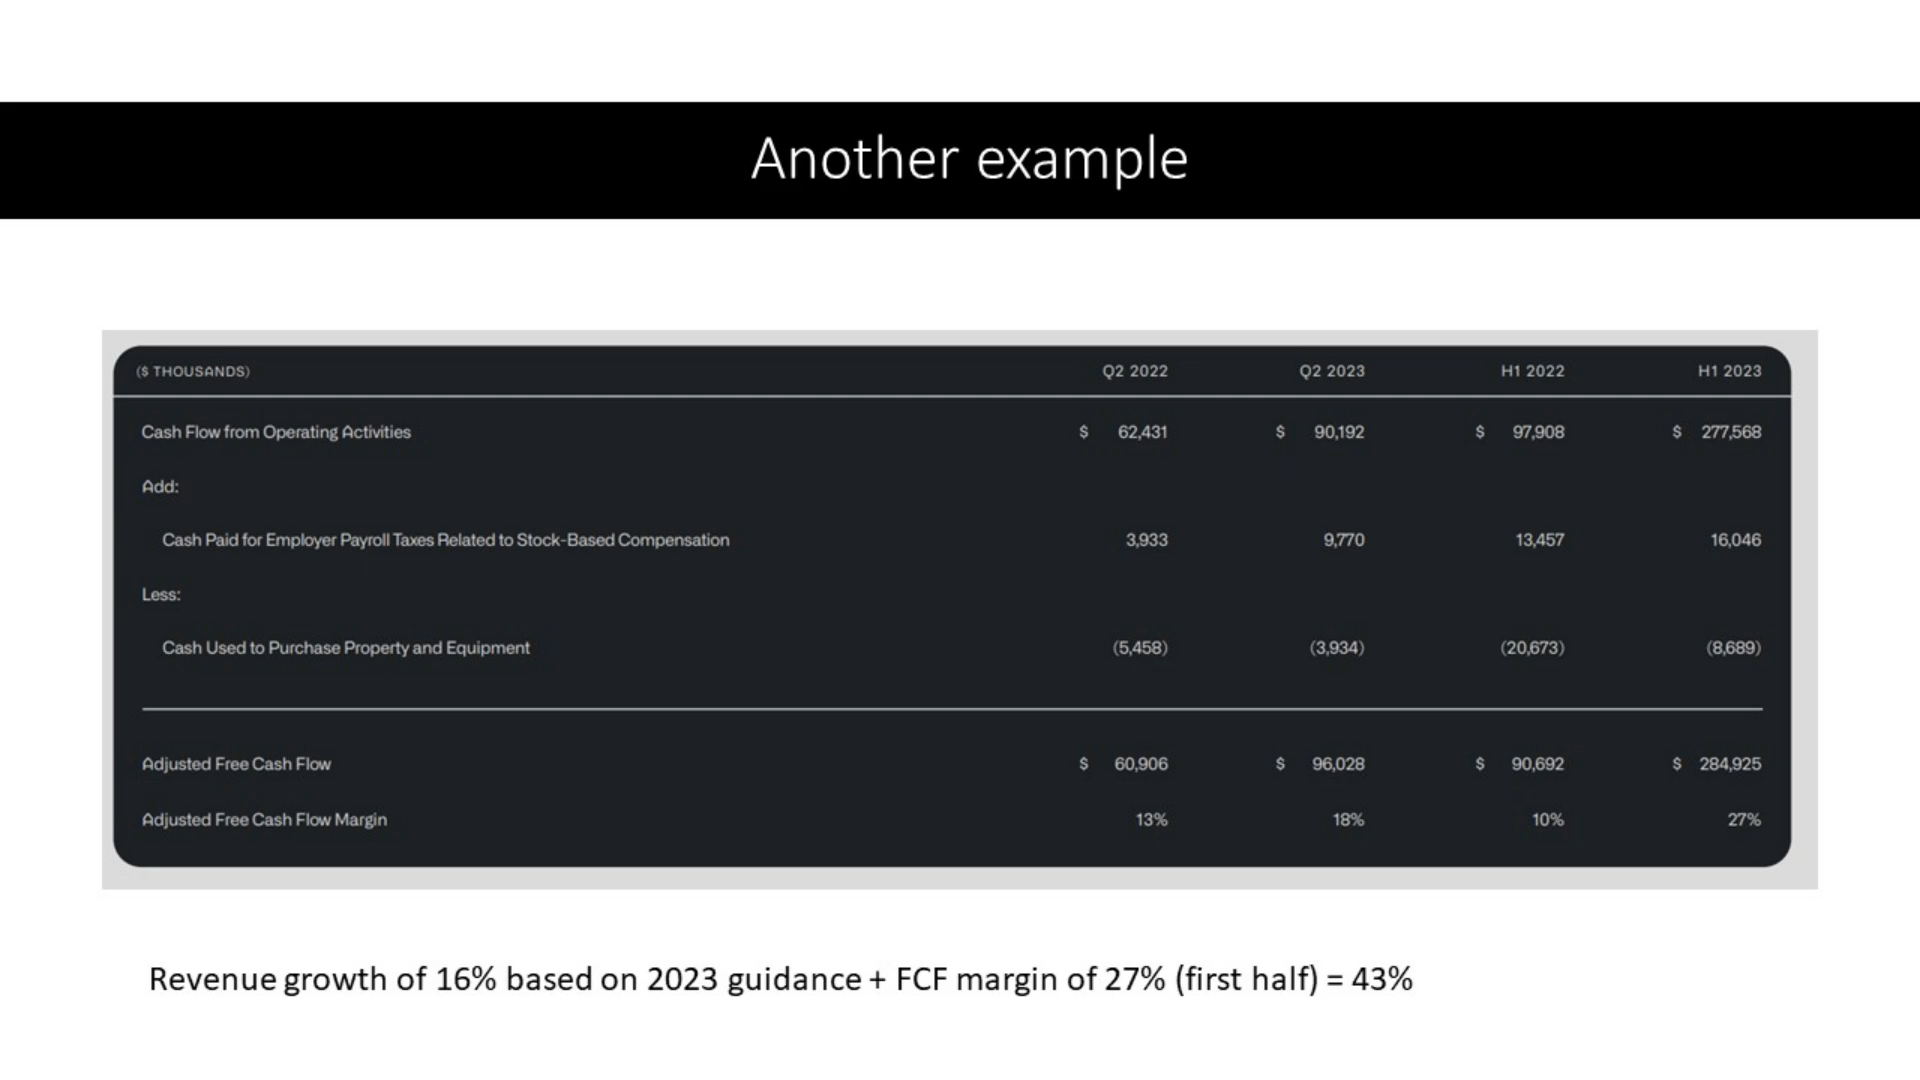 Another example
($ THOUSANDS) Q2 2022 Q2 2023 H1 2022 H1 2023
Cash Flow from Operating Activities $ 62,431 $ 90,192 $ 97,908 $ 277,568
Add:
Cash Paid for Employer Payroll Taxes Related to Stock-Based Compensation 3,933 9,770 13,457 16,046
Less:
Cash Used to Purchase Property and Equipment (5,458) (3,934) (20,673) (8,689)
Adjusted Free Cash Flow $ 60,906 $ 96,028 $ 90,692 $ 284,925
Adjusted Free Cash Flow Margin 13% 18% 10% 27%
Revenue growth of 16% based on 2023 guidance + FCF margin of 27% (first half) = 43%